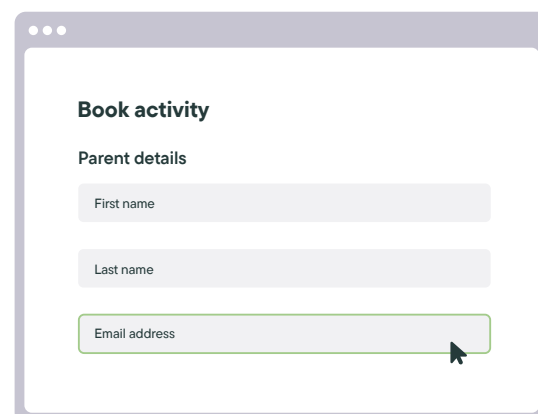 Book activity
Parent details
First name
Last name
Email address